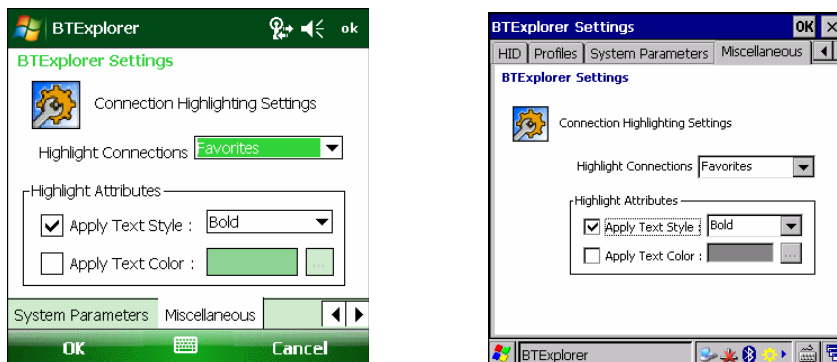 BTExplorer
ok
BTExplorer Settings
Connection Highlighting Settings
Highlight Connections Favorites
Highlight Attributes
Apply Text Style : Bold
Apply Text Color : ...
System Parameters Miscellaneous
OK Cancel
BTExplorer Settings OK
HID Profiles System Parameters Miscellaneous
BTExplorer Settings
Connection Highlighting Settings
Highlight Connections Favorites
Highlight Attributes
Apply Text Style : Bold
Apply Text Color : ...
BTExplorer